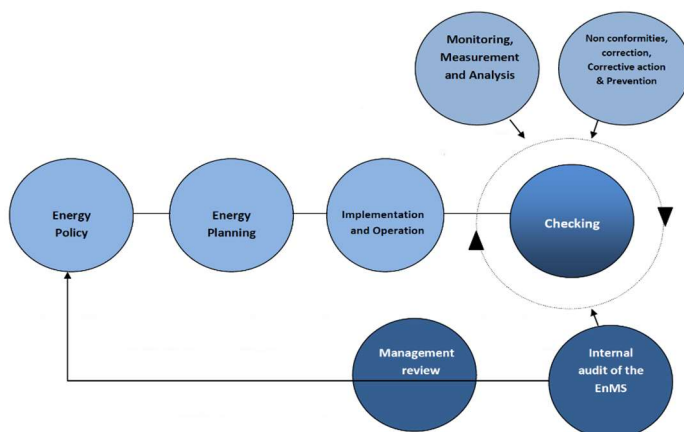 Monitoring,
Measurement
and Analysis
Non conformities,
correction,
Corrective action
& Prevention
Energy
Policy
Energy
Planning
Implementation
and Operation
Checking
Management
review
Internal
audit of the
EnMS